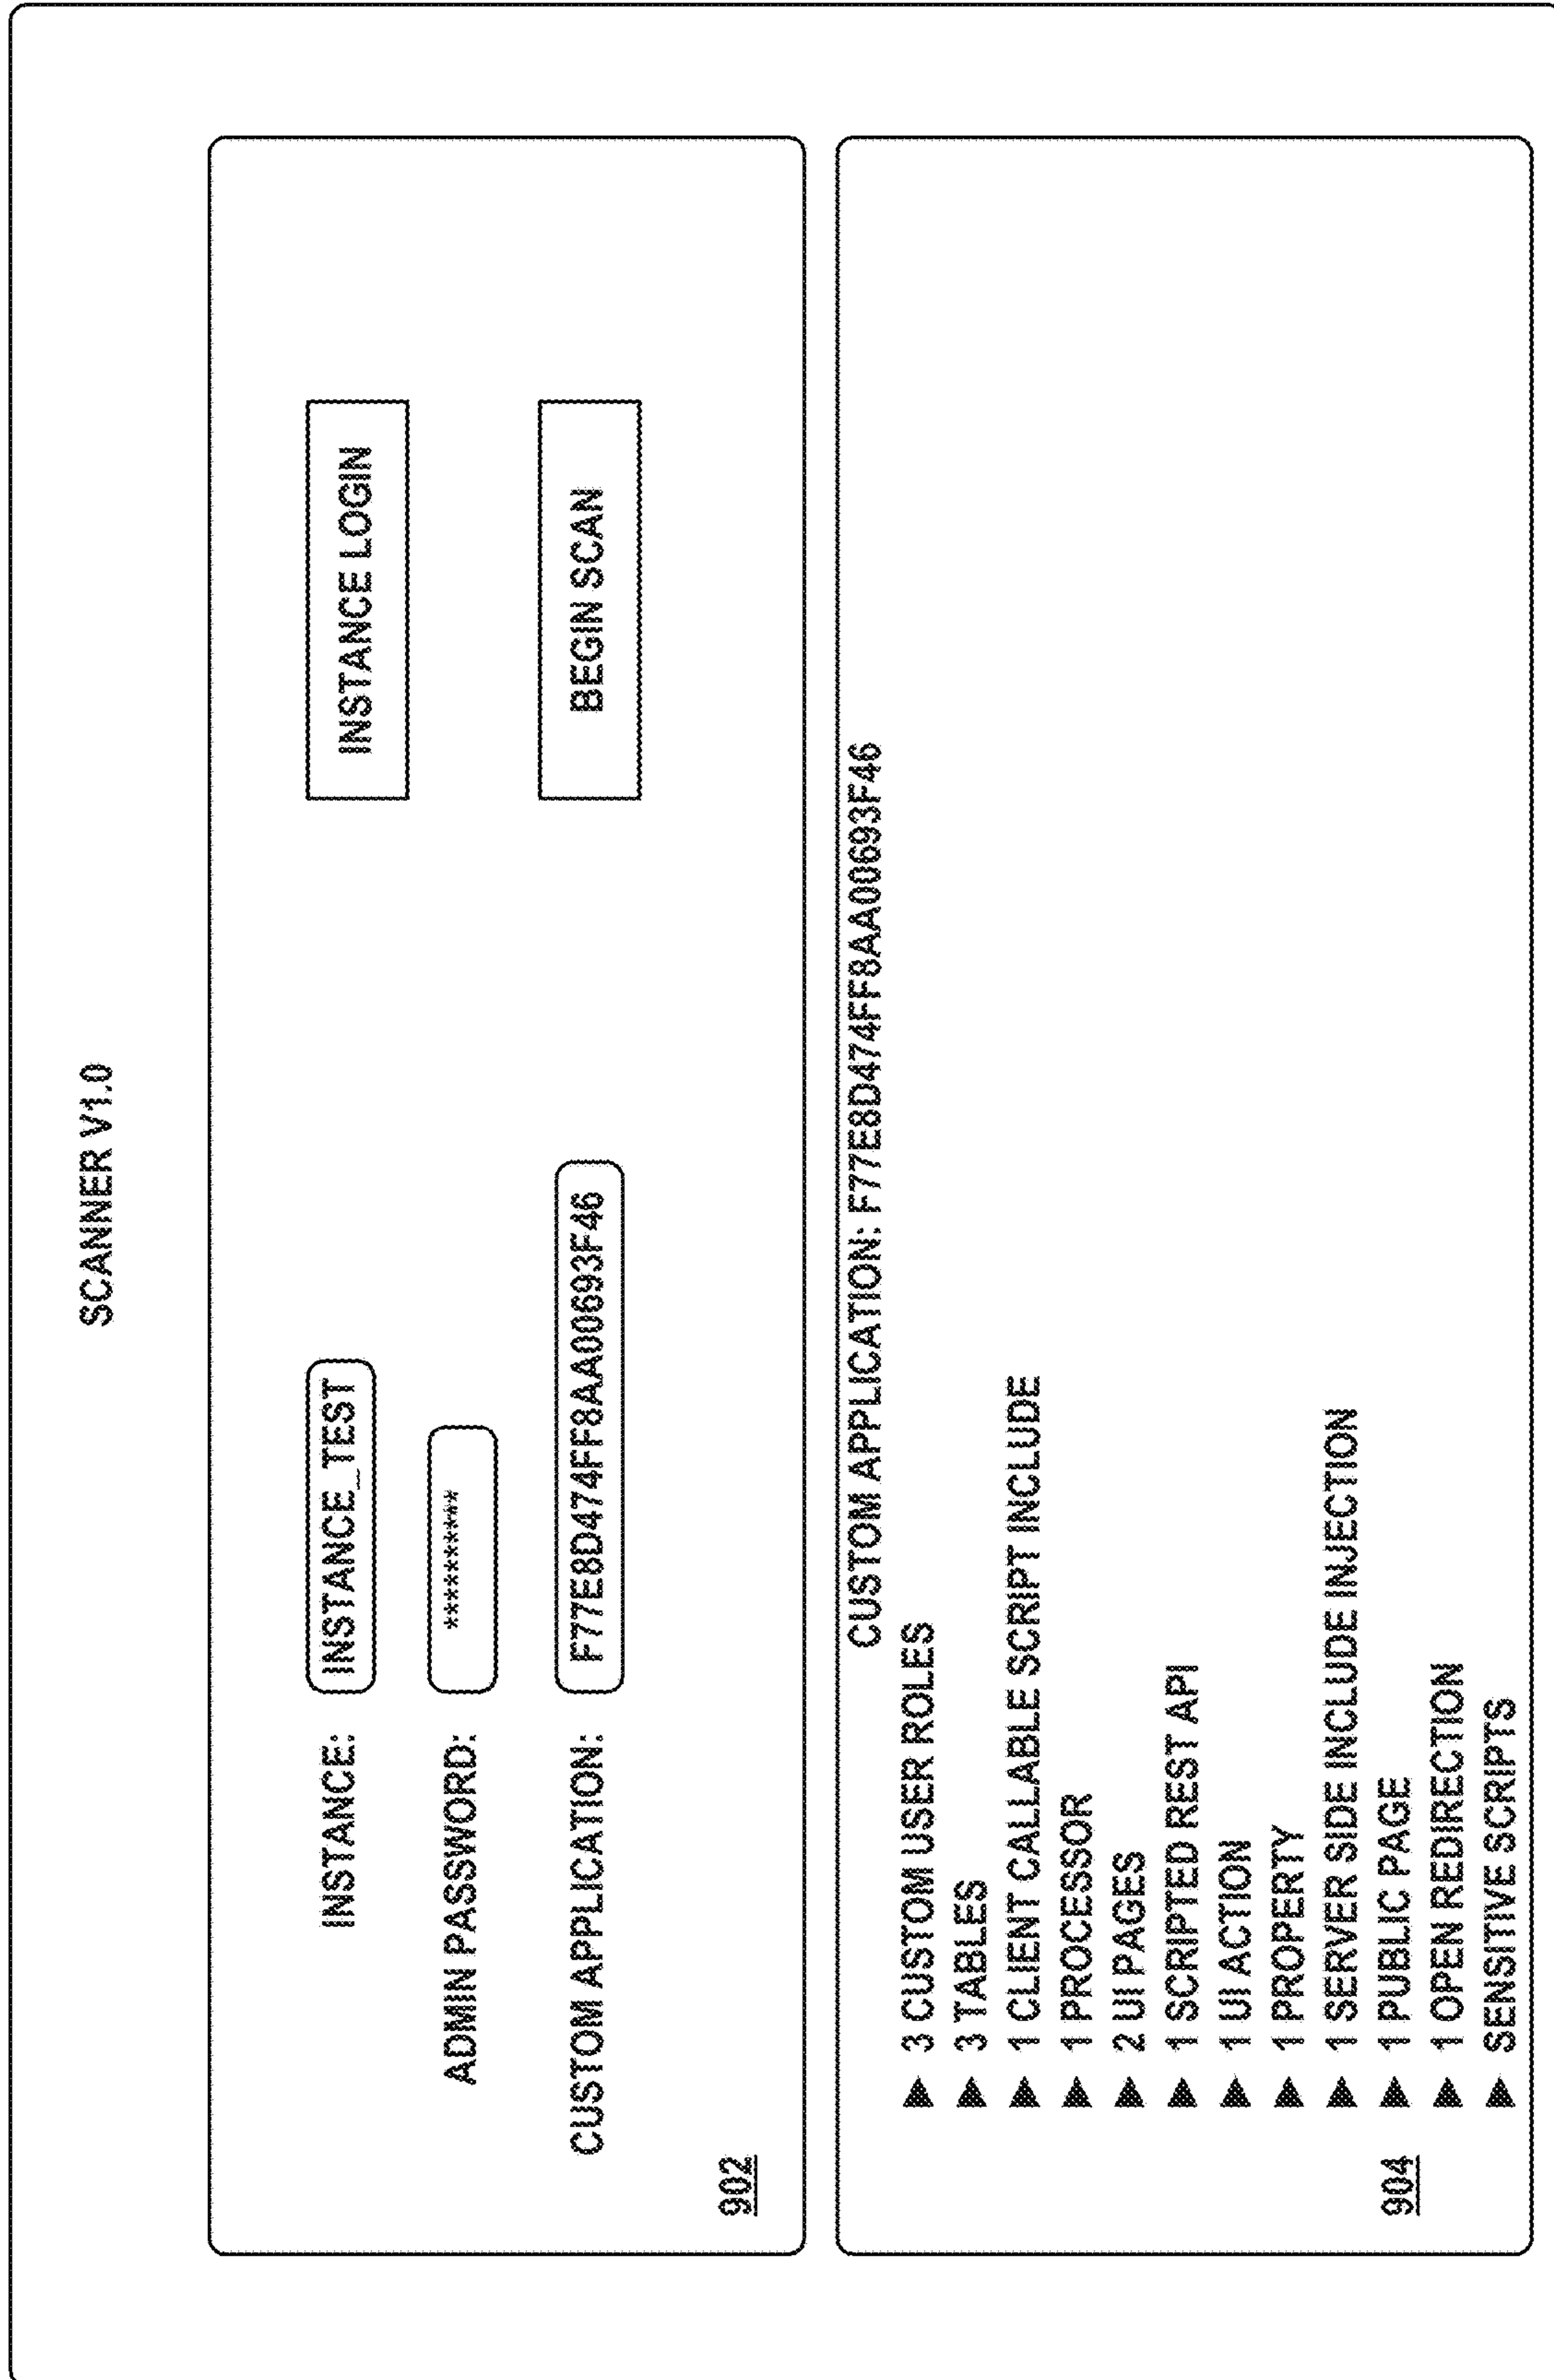 SCANNER V1.0
INSTANCE: INSTANCE_TEST
INSTANCE LOGIN
ADMIN PASSWORD: *********
CUSTOM APPLICATION: F77E8D474FF8AA00693F46
BEGIN SCAN
902
CUSTOM APPLICATION: F77E8D474FF8AA00693F46
▶ 3 CUSTOM USER ROLES
▶ 3 TABLES
▶ 1 CLIENT CALLABLE SCRIPT INCLUDE
▶ 1 PROCESSOR
▶ 2 UI PAGES
▶ 1 SCRIPTED REST API
▶ 1 UI ACTION
▶ 1 PROPERTY
▶ 1 SERVER SIDE INCLUDE INJECTION
▶ 1 PUBLIC PAGE
▶ 1 OPEN REDIRECTION
▶ SENSITIVE SCRIPTS
904